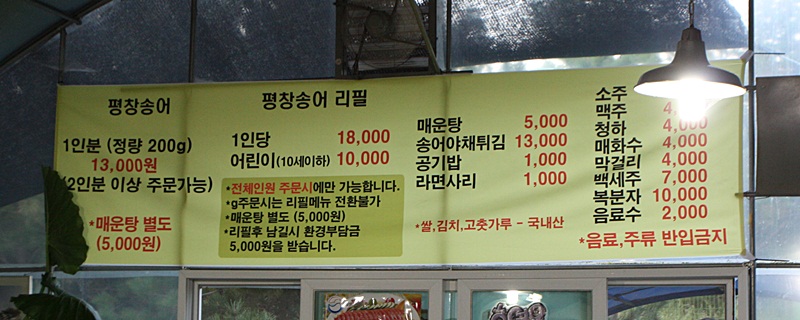 평창송어
1인분 (정량 200g)
13,000원
(2인분 이상 주문가능)
*매운탕 별도
(5,000원)
평창송어 리필
1인당 18,000
어린이(10세이하) 10,000
*전체인원 주문시에만 가능합니다.
*g주문시는 리필메뉴 전환불가
*매운탕 별도 (5,000원)
*리필후 남길시 환경부담금
5,000원을 받습니다.
매운탕 5,000
송어야채튀김 13,000
공기밥 1,000
라면사리 1,000
*쌀,김치,고춧가루 - 국내산
소주
맥주
청하 4,000
매화수 5,000
막걸리 4,000
백세주 7,000
복분자 10,000
음료수 2,000
*음료,주류 반입금지